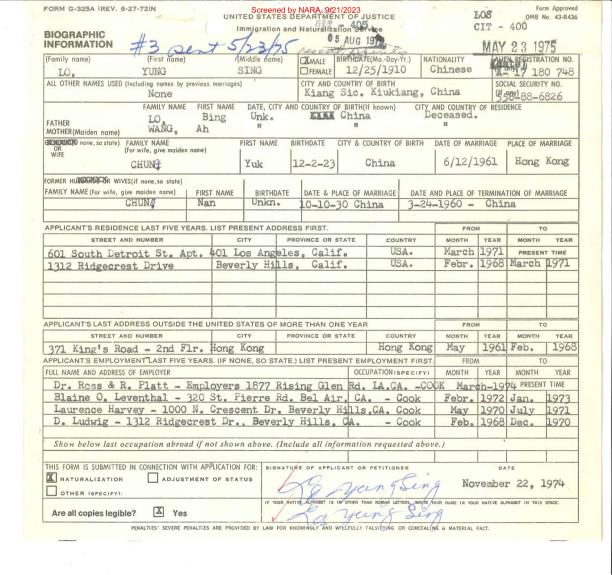 FORM G-325A (REV. 6-27-72)N
Screened by NARA, 9/21/2023
UNITED STATES DEPARTMENT OF JUSTICE
Immigration and Naturalization Service
LOS
CIT - 400
Form Approved
OMB No. 43-R436
BIOGRAPHIC
INFORMATION
#3 sent 5/23/75
05 AUG
MAY 23 1975
(Family name) (First name) (Middle name) MALE BIRTHDATE(Mo.-Day-Yr.) NATIONALITY ALIEN REGISTRATION NO.
LO, YUNG SING X FEMALE 12/25/1910 Chinese A- 17 180 748
ALL OTHER NAMES USED (Including names by previous marriages) CITY AND COUNTRY OF BIRTH SOCIAL SECURITY NO.
None Kiang Sic. Kiukiang, China 558-88-6826
FAMILY NAME FIRST NAME DATE, CITY AND COUNTRY OF BIRTH(If known) CITY AND COUNTRY OF RESIDENCE
FATHER LO, Bing Unk. China Deceased.
MOTHER(Maiden name) WANG, Ah " " "
none, so state) OR WIFE FAMILY NAME (For wife, give maiden name) FIRST NAME BIRTHDATE CITY & COUNTRY OF BIRTH DATE OF MARRIAGE PLACE OF MARRIAGE
CHUNG Yuk 12-2-23 China 6/12/1961 Hong Kong
FORMER OR WIVES(if none, so state)
FAMILY NAME (For wife, give maiden name) FIRST NAME BIRTHDATE DATE & PLACE OF MARRIAGE DATE AND PLACE OF TERMINATION OF MARRIAGE
CHUNG Nan Unkn. 10-10-30 China 3-24-1960 - China
APPLICANT'S RESIDENCE LAST FIVE YEARS. LIST PRESENT ADDRESS FIRST. FROM TO
STREET AND NUMBER CITY PROVINCE OR STATE COUNTRY MONTH YEAR MONTH YEAR
601 South Detroit St. Apt. 401 Los Angeles, Calif. USA. March 1971 PRESENT TIME
1312 Ridgecrest Drive Beverly Hills, Calif. USA. Febr. 1968 March 1971
APPLICANT'S LAST ADDRESS OUTSIDE THE UNITED STATES OF MORE THAN ONE YEAR FROM TO
STREET AND NUMBER CITY PROVINCE OR STATE COUNTRY MONTH YEAR MONTH YEAR
371 King's Road - 2nd Flr. Hong Kong Hong Kong May 1961 Feb. 1968
APPLICANT'S EMPLOYMENT LAST FIVE YEARS. (IF NONE, SO STATE.) LIST PRESENT EMPLOYMENT FIRST. FROM TO
FULL NAME AND ADDRESS OF EMPLOYER OCCUPATION(SPECIFY) MONTH YEAR MONTH YEAR
Dr. Ross & R. Platt - Employers 1877 Rising Glen Rd. LA.CA. -COOK March-1974 PRESENT TIME
Blaine O. Leventhal - 320 St. Pierre Rd. Bel Air, CA. - Cook Febr. 1972 Jan. 1973
Laurence Harvey - 1000 N. Crescent Dr. Beverly Hills,CA. - Cook May 1970 July 1971
D. Ludwig - 1312 Ridgecrest Dr., Beverly Hills, CA. - Cook Feb. 1968 Dec. 1970
Show below last occupation abroad if not shown above. (Include all information requested above.)
THIS FORM IS SUBMITTED IN CONNECTION WITH APPLICATION FOR: SIGNATURE OF APPLICANT OR PETITIONER DATE
X NATURALIZATION ADJUSTMENT OF STATUS
OTHER (SPECIFY):
Lo Yung Sing November 22, 1974
IF YOUR NATIVE ALPHABET IS IN OTHER THAN ROMAN LETTERS, WRITE YOUR NAME IN YOUR NATIVE ALPHABET IN THIS SPACE:
Are all copies legible? X Yes
Lo Yung Sing
PENALTIES: SEVERE PENALTIES ARE PROVIDED BY LAW FOR KNOWINGLY AND WILLFULLY FALSIFYING OR CONCEALING A MATERIAL FACT.